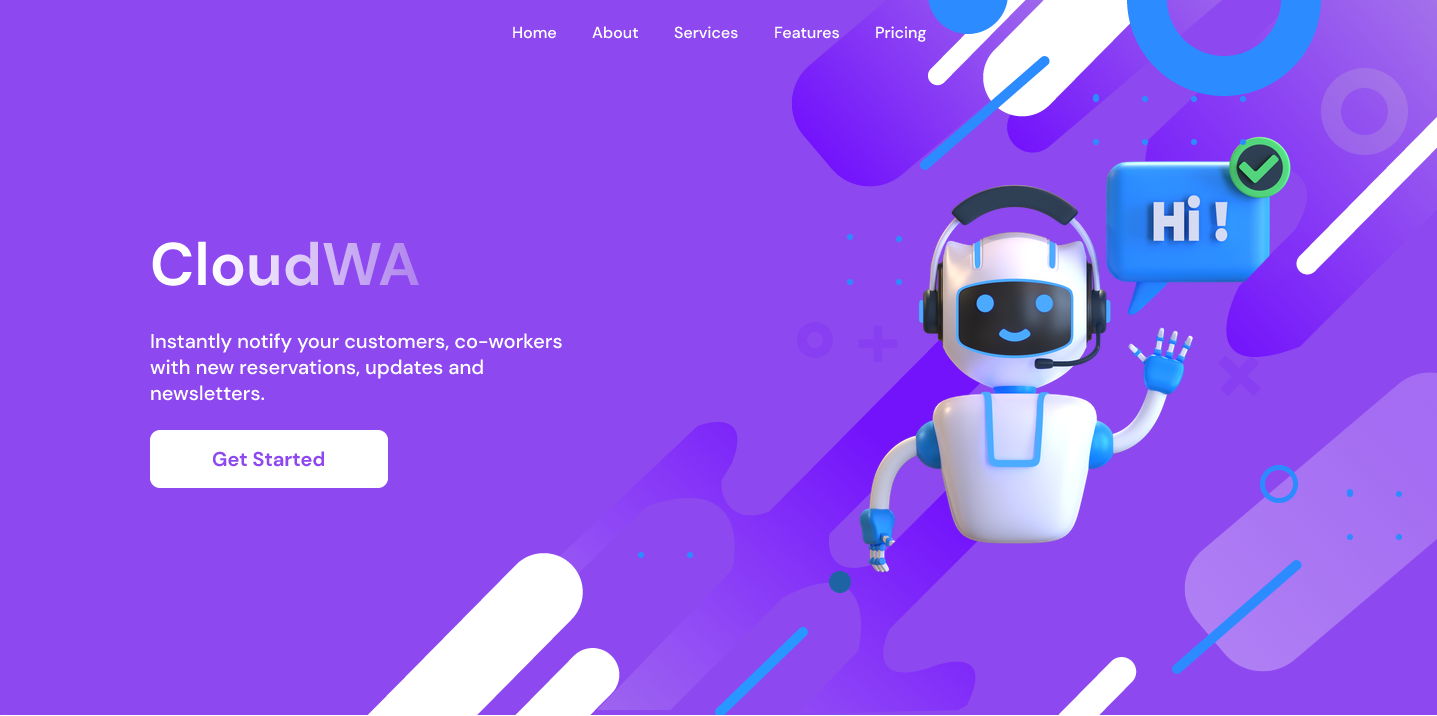 Home About Services Features Pricing
Hi !
CloudWA
Instantly notify your customers, co-workers
with new reservations, updates and
newsletters.
Get Started